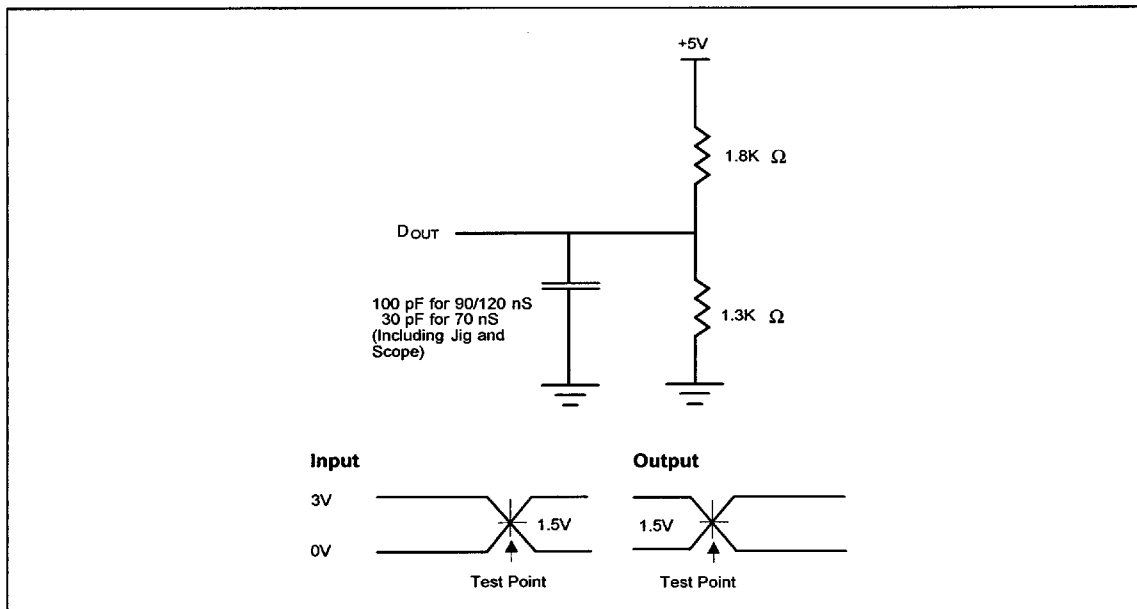 +5V
1.8K Ω
DOUT
100 pF for 90/120 nS
30 pF for 70 nS
(Including Jig and
Scope)
1.3K Ω
Input
Output
3V
1.5V
1.5V
0V
Test Point
Test Point